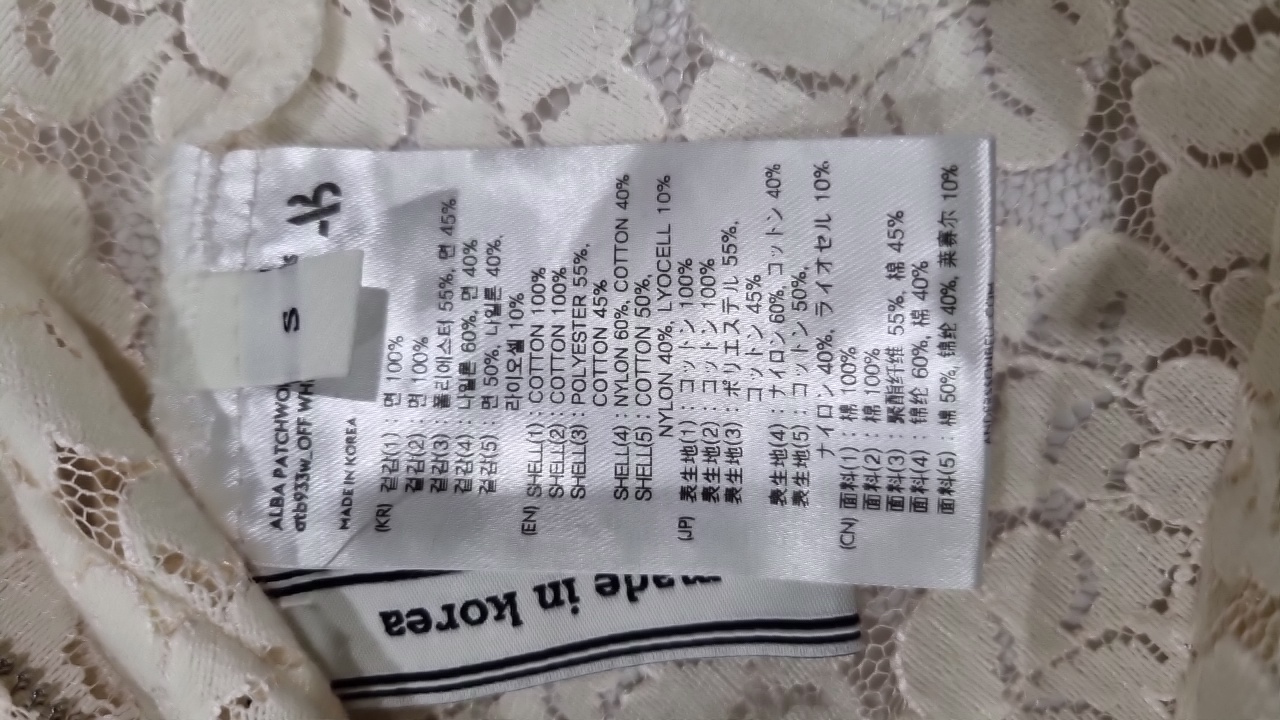 S
ALBA PATCHWO
atb933w_OFF WH
MADE IN KOREA
(KR) 겉감(1) : 면 100%
겉감(2) : 면 100%
겉감(3) : 폴리에스터 55%, 면 45%
겉감(4) : 나일론 60%, 면 40%
겉감(5) : 면 50%, 나일론 40%,
라이오셀 10%
(EN) SHELL(1) : COTTON 100%
SHELL(2) : COTTON 100%
SHELL(3) : POLYESTER 55%,
COTTON 45%
SHELL(4) : NYLON 60%, COTTON 40%
SHELL(5) : COTTON 50%,
NYLON 40%, LYOCELL 10%
(JP) 表生地(1) : コットン 100%
表生地(2) : コットン 100%
表生地(3) : ポリエステル 55%,
コットン 45%
表生地(4) : ナイロン 60%, コットン 40%
表生地(5) : コットン 50%,
ナイロン 40%, ライオセル 10%
(CN) 面料(1) : 棉 100%
面料(2) : 棉 100%
面料(3) : 聚酯纤维 55%, 棉 45%
面料(4) : 锦纶 60%, 棉 40%
面料(5) : 棉 50%, 锦纶 40%, 莱赛尔 10%
made in korea